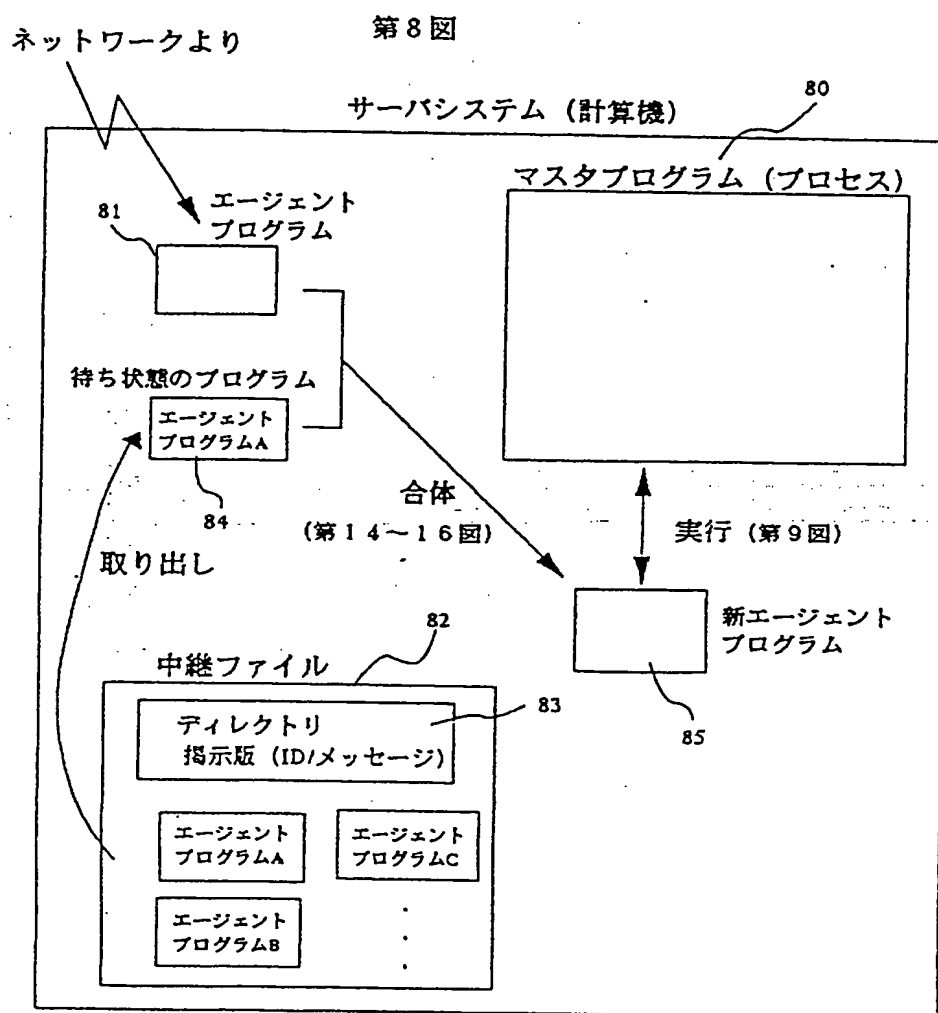 第8図
ネットワークより
サーバシステム (計算機)
80
マスタプログラム (プロセス)
81
エージェント
プログラム
待ち状態のプログラム
エージェント
プログラムA
84
合体
(第14～16図)
実行 (第9図)
取り出し
新エージェント
プログラム
85
82
中継ファイル
83
ディレクトリ
掲示版 (ID/メッセージ)
エージェント
プログラムA
エージェント
プログラムC
エージェント
プログラムB